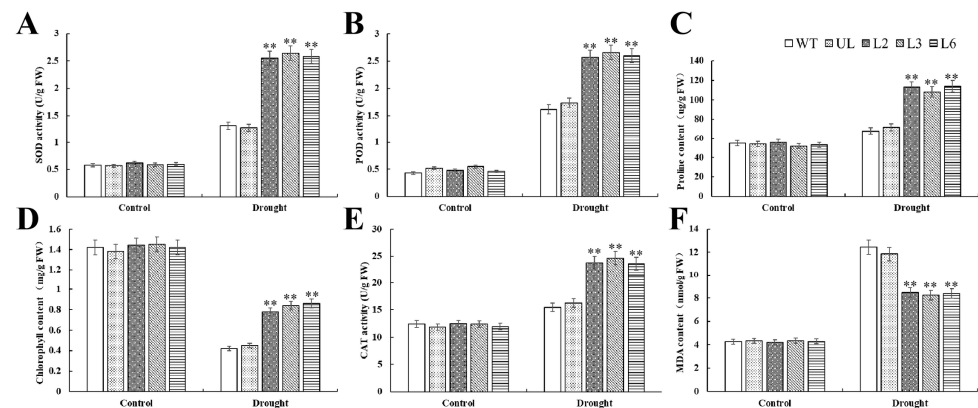 A
SOD activity (U/g FW)
3
2.5
2
1.5
1
0.5
0
** ** **
Control Drought
B
POD activity (U/g FW)
3
2.5
2
1.5
1
0.5
0
** ** **
Control Drought
C
WT UL L2 L3 L6
Proline content (ug/g FW)
140
120
100
80
60
40
20
0
** ** **
Control Drought
D
Chlorophyll content (mg/g FW)
1.6
1.4
1.2
1
0.8
0.6
0.4
0.2
0
** ** **
Control Drought
E
CAT activity (U/g FW)
30
25
20
15
10
5
0
** ** **
Control Drought
F
MDA content (nmol/g FW)
14
12
10
8
6
4
2
0
** ** **
Control Drought